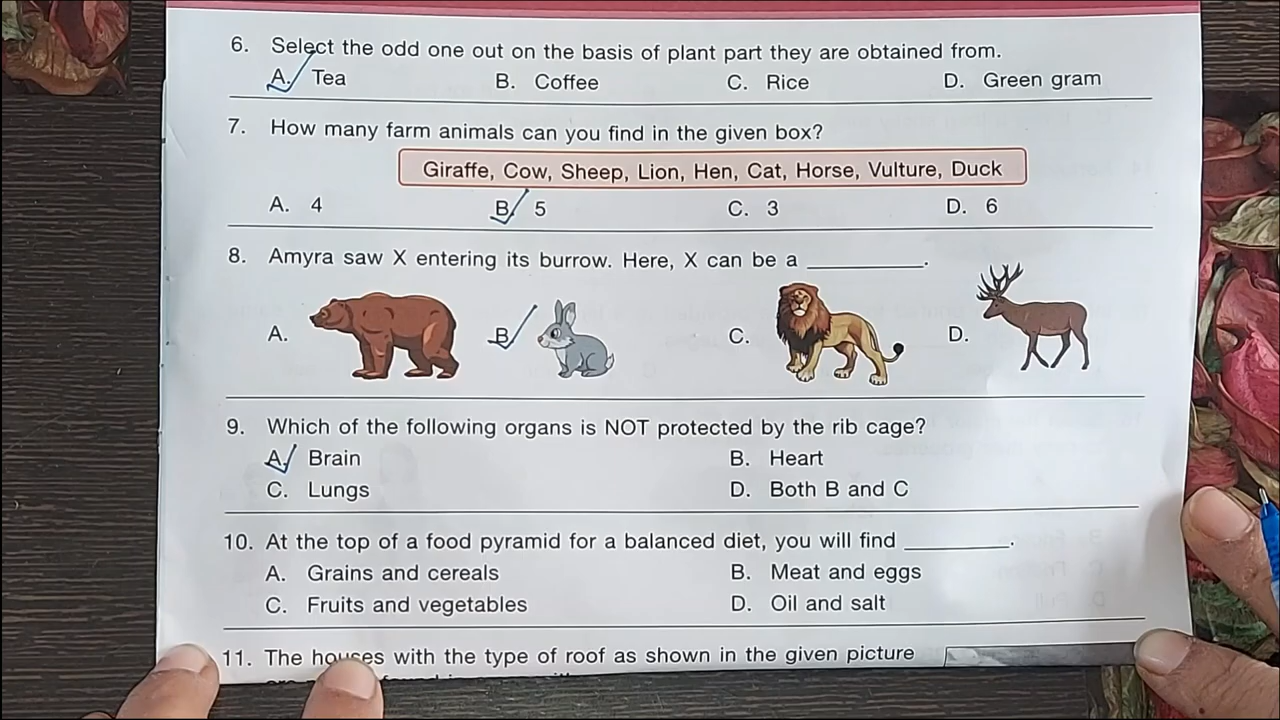 6. Select the odd one out on the basis of plant part they are obtained from.
A. Tea B. Coffee C. Rice D. Green gram
7. How many farm animals can you find in the given box?
Giraffe, Cow, Sheep, Lion, Hen, Cat, Horse, Vulture, Duck
A. 4 B. 5 C. 3 D. 6
8. Amyra saw X entering its burrow. Here, X can be a __________.
A. B. C. D.
9. Which of the following organs is NOT protected by the rib cage?
A. Brain B. Heart
C. Lungs D. Both B and C
10. At the top of a food pyramid for a balanced diet, you will find _________.
A. Grains and cereals B. Meat and eggs
C. Fruits and vegetables D. Oil and salt
11. The houses with the type of roof as shown in the given picture